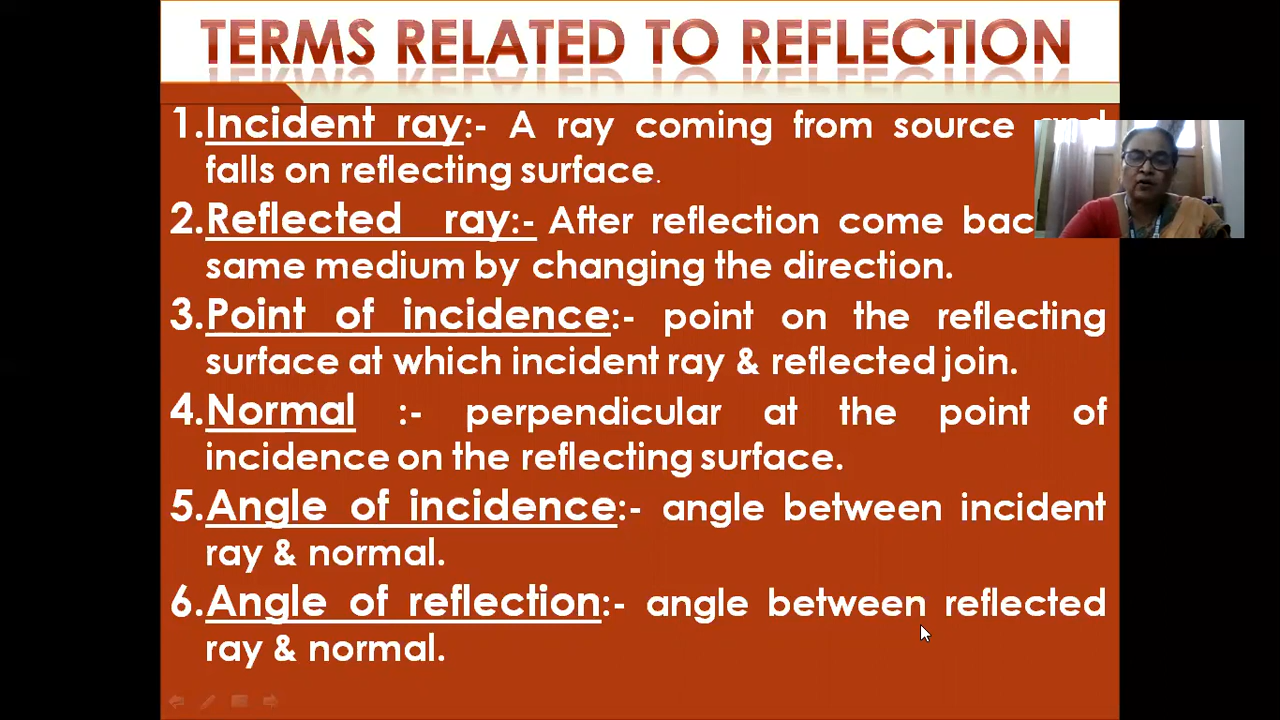 TERMS RELATED TO REFLECTION
1.Incident ray:- A ray coming from source and
falls on reflecting surface.
2.Reflected ray:- After reflection come
same medium by changing the direction.
3.Point of incidence:- point on the reflecting
surface at which incident ray & reflected join.
4.Normal :- perpendicular at the point of
incidence on the reflecting surface.
5.Angle of incidence:- angle between incident
ray & normal.
6.Angle of reflection:- angle between reflected
ray & normal.